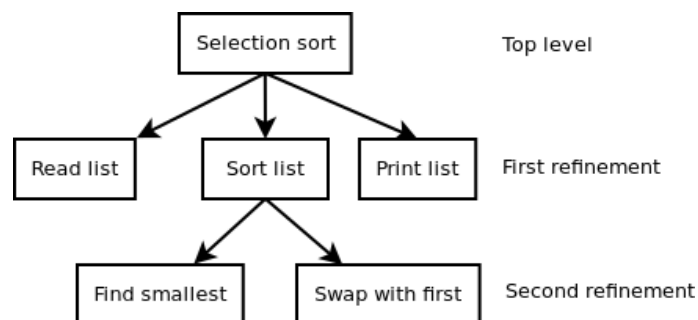 Selection sort
Top level
Read list
Sort list
Print list
First refinement
Find smallest
Swap with first
Second refinement